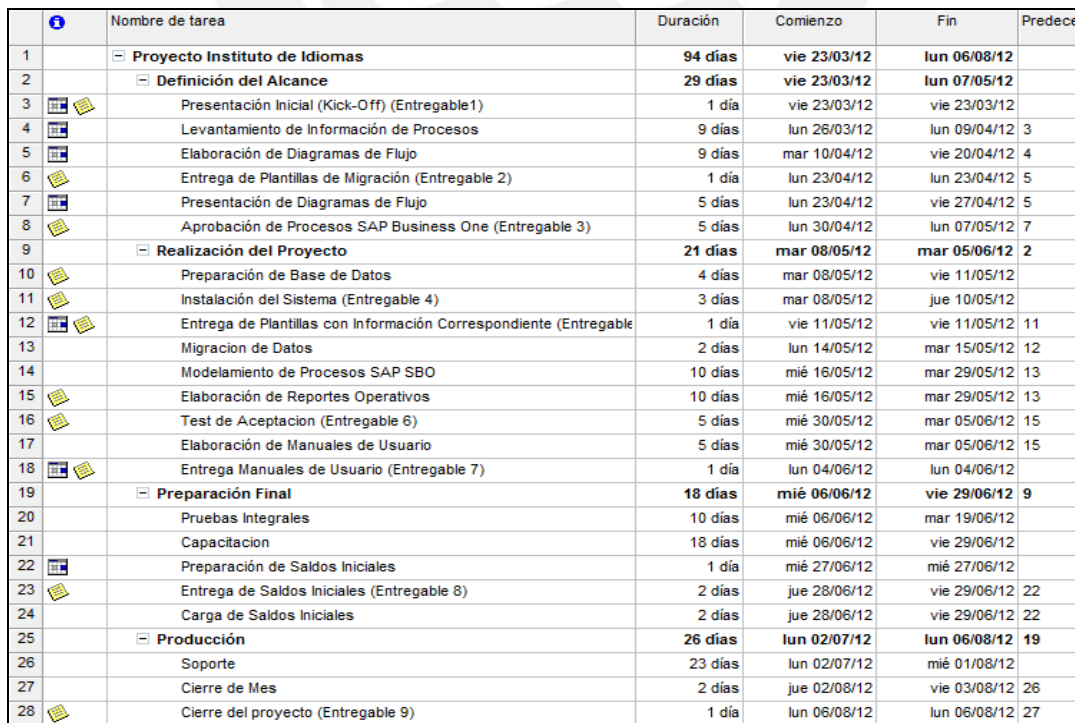 Nombre de tarea Duración Comienzo Fin Predece
1 Proyecto Instituto de Idiomas 94 días vie 23/03/12 lun 06/08/12
2 Definición del Alcance 29 días vie 23/03/12 lun 07/05/12
3 Presentación Inicial (Kick-Off) (Entregable1) 1 día vie 23/03/12 vie 23/03/12
4 Levantamiento de Información de Procesos 9 días lun 26/03/12 lun 09/04/12 3
5 Elaboración de Diagramas de Flujo 9 días mar 10/04/12 vie 20/04/12 4
6 Entrega de Plantillas de Migración (Entregable 2) 1 día lun 23/04/12 lun 23/04/12 5
7 Presentación de Diagramas de Flujo 5 días lun 23/04/12 vie 27/04/12 5
8 Aprobación de Procesos SAP Business One (Entregable 3) 5 días lun 30/04/12 lun 07/05/12 7
9 Realización del Proyecto 21 días mar 08/05/12 mar 05/06/12 2
10 Preparación de Base de Datos 4 días mar 08/05/12 vie 11/05/12
11 Instalación del Sistema (Entregable 4) 3 días mar 08/05/12 jue 10/05/12
12 Entrega de Plantillas con Información Correspondiente (Entregable 1 día vie 11/05/12 vie 11/05/12 11
13 Migracion de Datos 2 días lun 14/05/12 mar 15/05/12 12
14 Modelamiento de Procesos SAP SBO 10 días mié 16/05/12 mar 29/05/12 13
15 Elaboración de Reportes Operativos 10 días mié 16/05/12 mar 29/05/12 13
16 Test de Aceptacion (Entregable 6) 5 días mié 30/05/12 mar 05/06/12 15
17 Elaboración de Manuales de Usuario 5 días mié 30/05/12 mar 05/06/12 15
18 Entrega Manuales de Usuario (Entregable 7) 1 día lun 04/06/12 lun 04/06/12
19 Preparación Final 18 días mié 06/06/12 vie 29/06/12 9
20 Pruebas Integrales 10 días mié 06/06/12 mar 19/06/12
21 Capacitacion 18 días mié 06/06/12 vie 29/06/12
22 Preparación de Saldos Iniciales 1 día mié 27/06/12 mié 27/06/12
23 Entrega de Saldos Iniciales (Entregable 8) 2 días jue 28/06/12 vie 29/06/12 22
24 Carga de Saldos Iniciales 2 días jue 28/06/12 vie 29/06/12 22
25 Producción 26 días lun 02/07/12 lun 06/08/12 19
26 Soporte 23 días lun 02/07/12 mié 01/08/12
27 Cierre de Mes 2 días jue 02/08/12 vie 03/08/12 26
28 Cierre del proyecto (Entregable 9) 1 día lun 06/08/12 lun 06/08/12 27